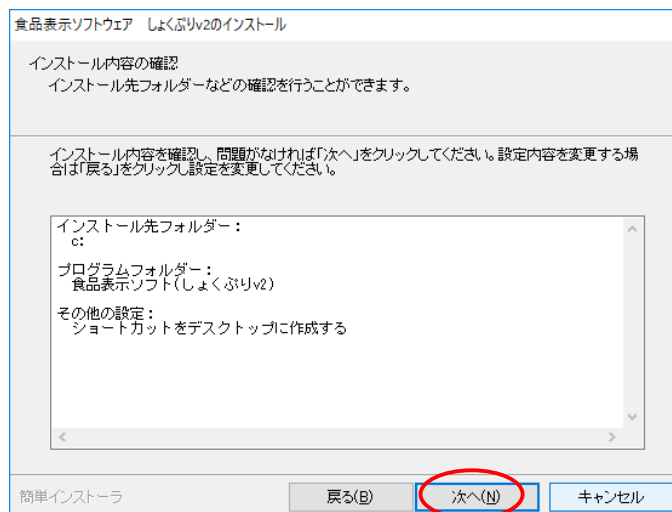 食品表示ソフトウェア　しょくぷりv2のインストール
インストール内容の確認
インストール先フォルダーなどの確認を行うことができます。
インストール内容を確認し、問題がなければ「次へ」をクリックしてください。設定内容を変更する場
合は「戻る」をクリックし設定を変更してください。
インストール先フォルダー：
c:
プログラムフォルダー：
食品表示ソフト(しょくぷりv2)
その他の設定：
ショートカットをデスクトップに作成する
簡単インストーラ
戻る(B)
次へ(N)
キャンセル